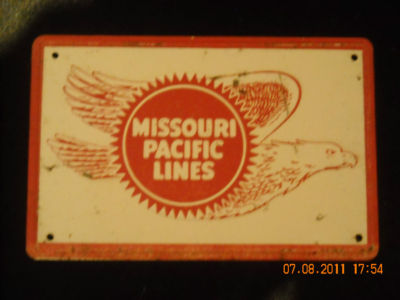 MISSOURI
PACIFIC
LINES
07.08.2011 17:54